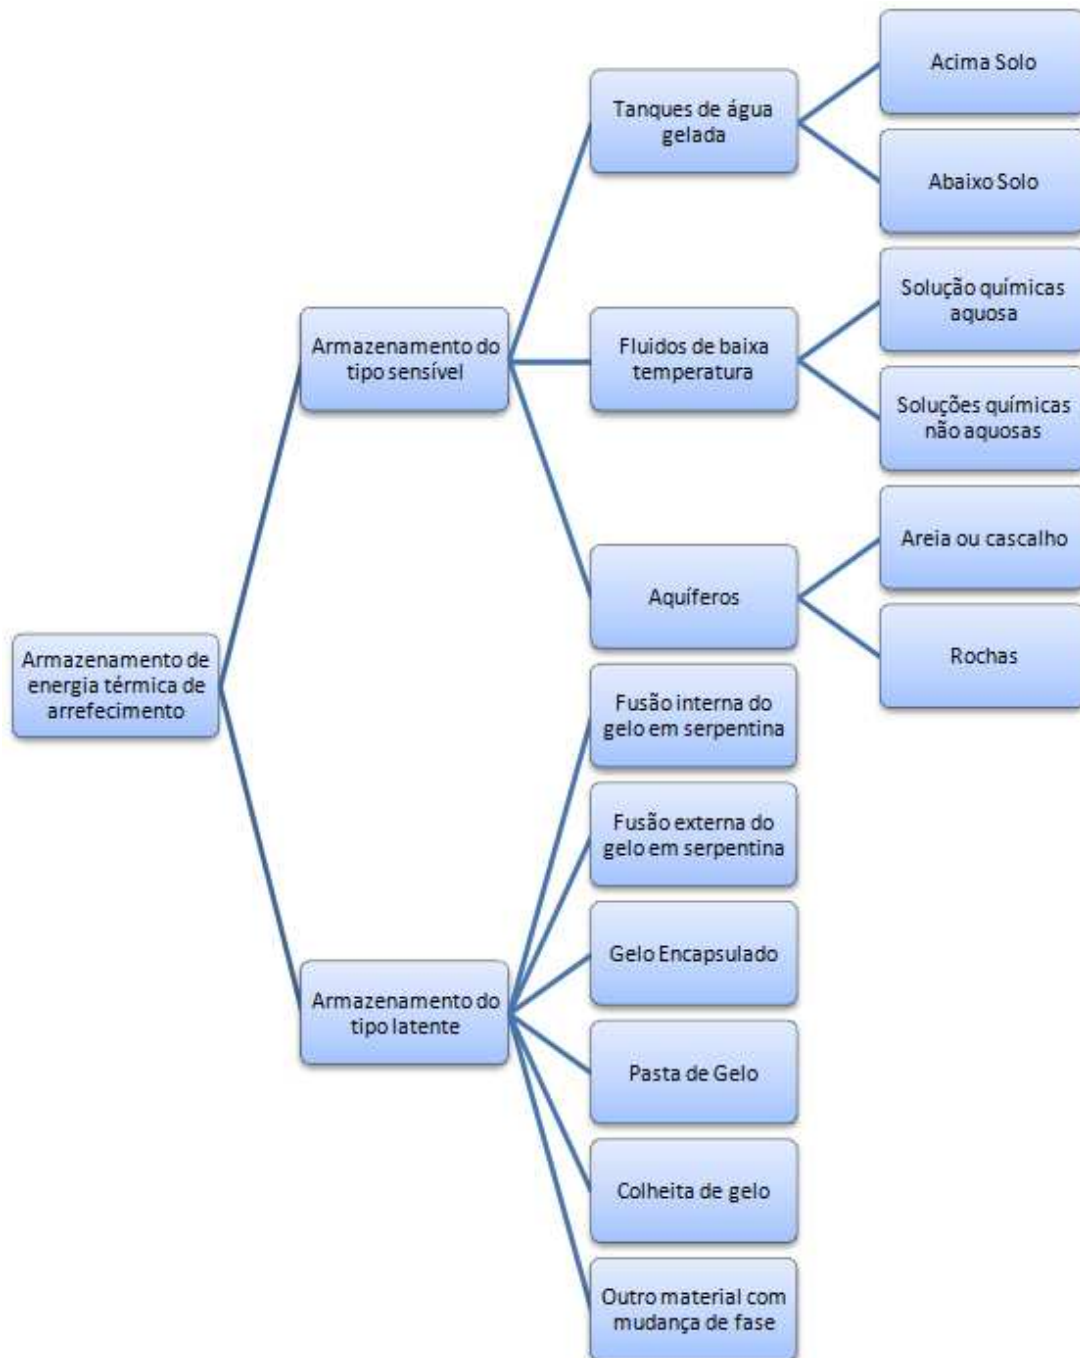 Armazenamento de
energia térmica de
arrefecimento
Armazenamento do
tipo sensível
Tanques de água
gelada
Acima Solo
Abaixo Solo
Fluidos de baixa
temperatura
Solução químicas
aquosa
Soluções químicas
não aquosas
Aquíferos
Areia ou cascalho
Rochas
Armazenamento do
tipo latente
Fusão interna do
gelo em serpentina
Fusão externa do
gelo em serpentina
Gelo Encapsulado
Pasta de Gelo
Colheita de gelo
Outro material com
mudança de fase